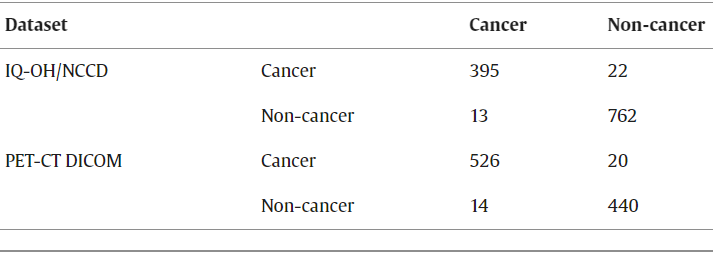 Dataset Cancer Non-cancer
IQ-OH/NCCD Cancer 395 22
Non-cancer 13 762
PET-CT DICOM Cancer 526 20
Non-cancer 14 440